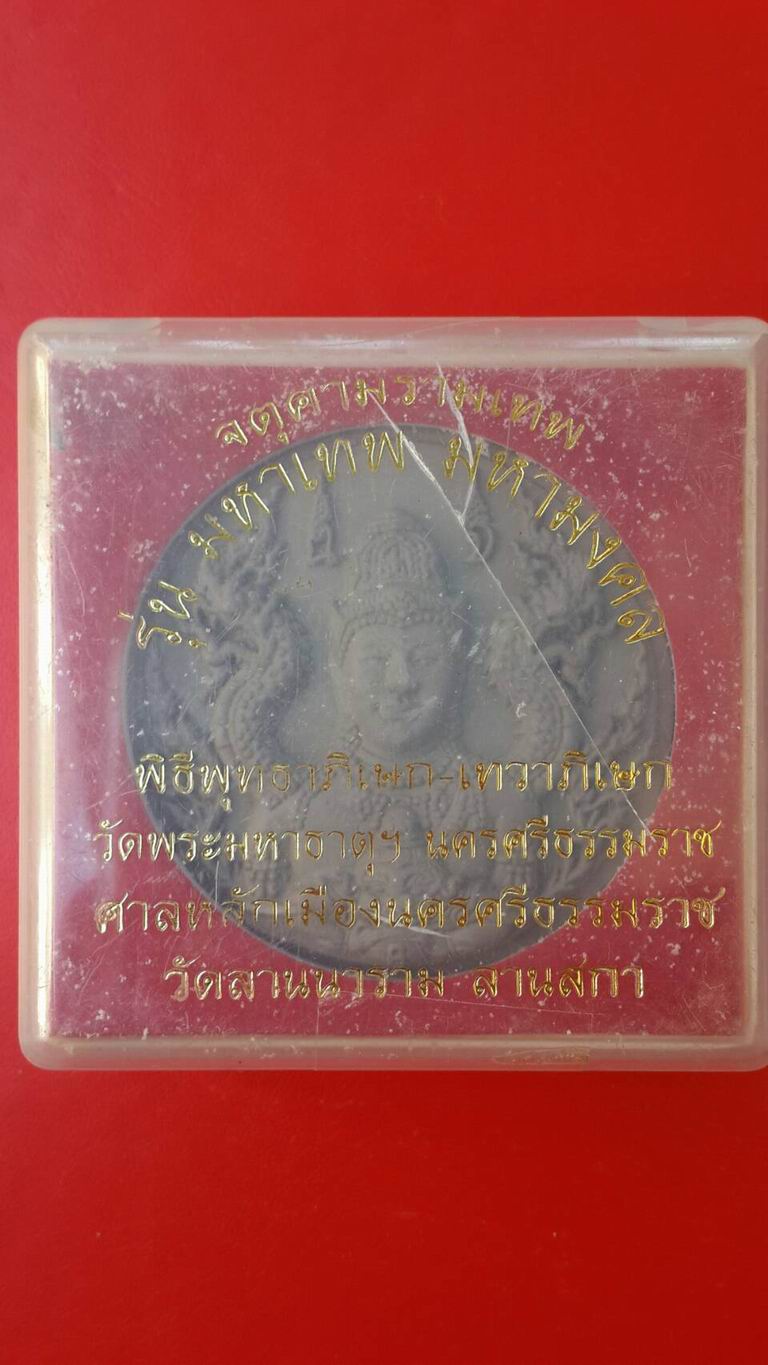 จตุคามรามเทพ
รุ่น มหาเทพ มหามงคล
พิธีพุทธาภิเษก-เทวาภิเษก
วัดพระมหาธาตุฯ นครศรีธรรมราช
ศาลหลักเมืองนครศรีธรรมราช
วัดสานนาราม ลานสกา